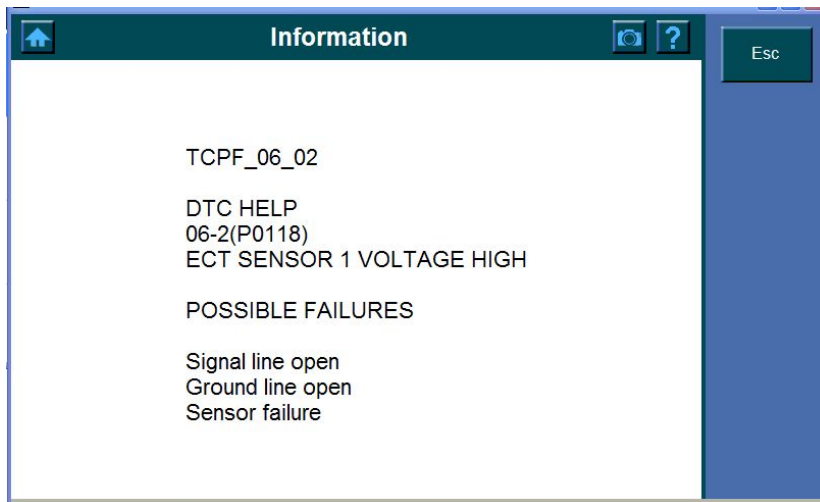 Information
?
Esc
TCPF_06_02
DTC HELP
06-2(P0118)
ECT SENSOR 1 VOLTAGE HIGH
POSSIBLE FAILURES
Signal line open
Ground line open
Sensor failure